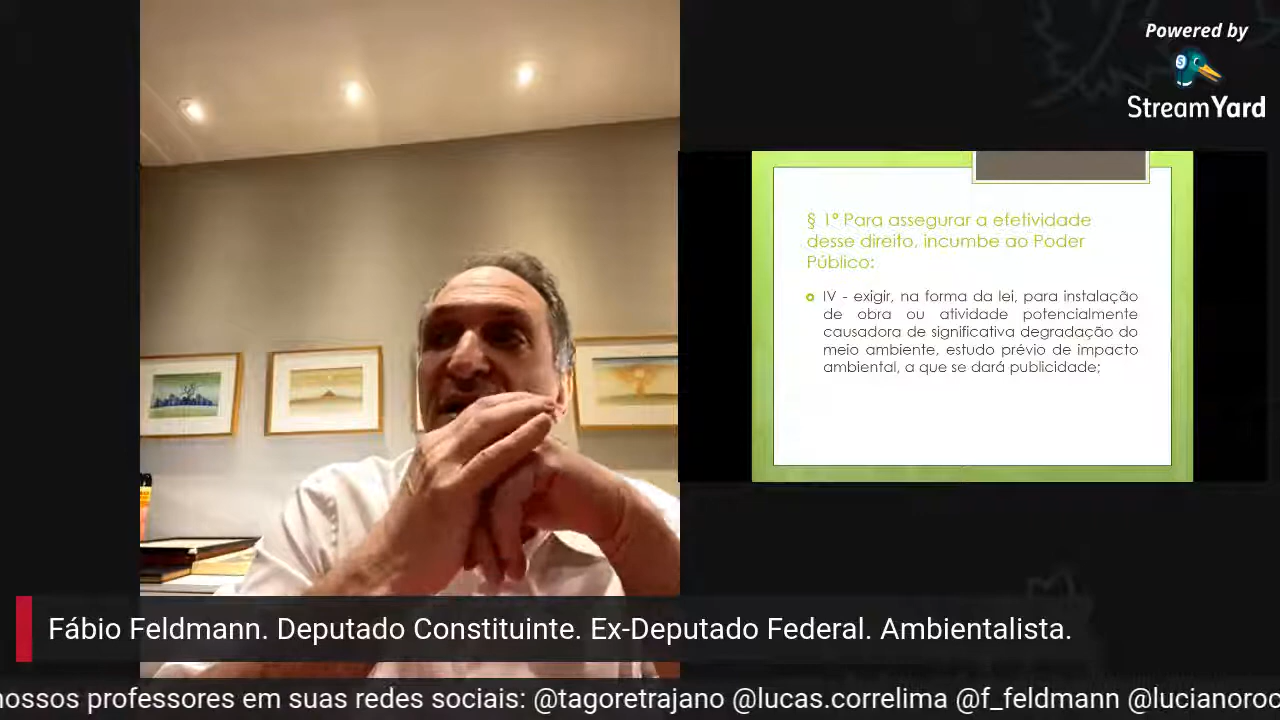 Powered by
StreamYard
§ 1º Para assegurar a efetividade
desse direito, incumbe ao Poder
Público:
IV - exigir, na forma da lei, para instalação
de obra ou atividade potencialmente
causadora de significativa degradação do
meio ambiente, estudo prévio de impacto
ambiental, a que se dará publicidade;
Fábio Feldmann. Deputado Constituinte. Ex-Deputado Federal. Ambientalista.
nossos professores em suas redes sociais: @tagoretrajano @lucas.correlima @f_feldmann @lucianoroc